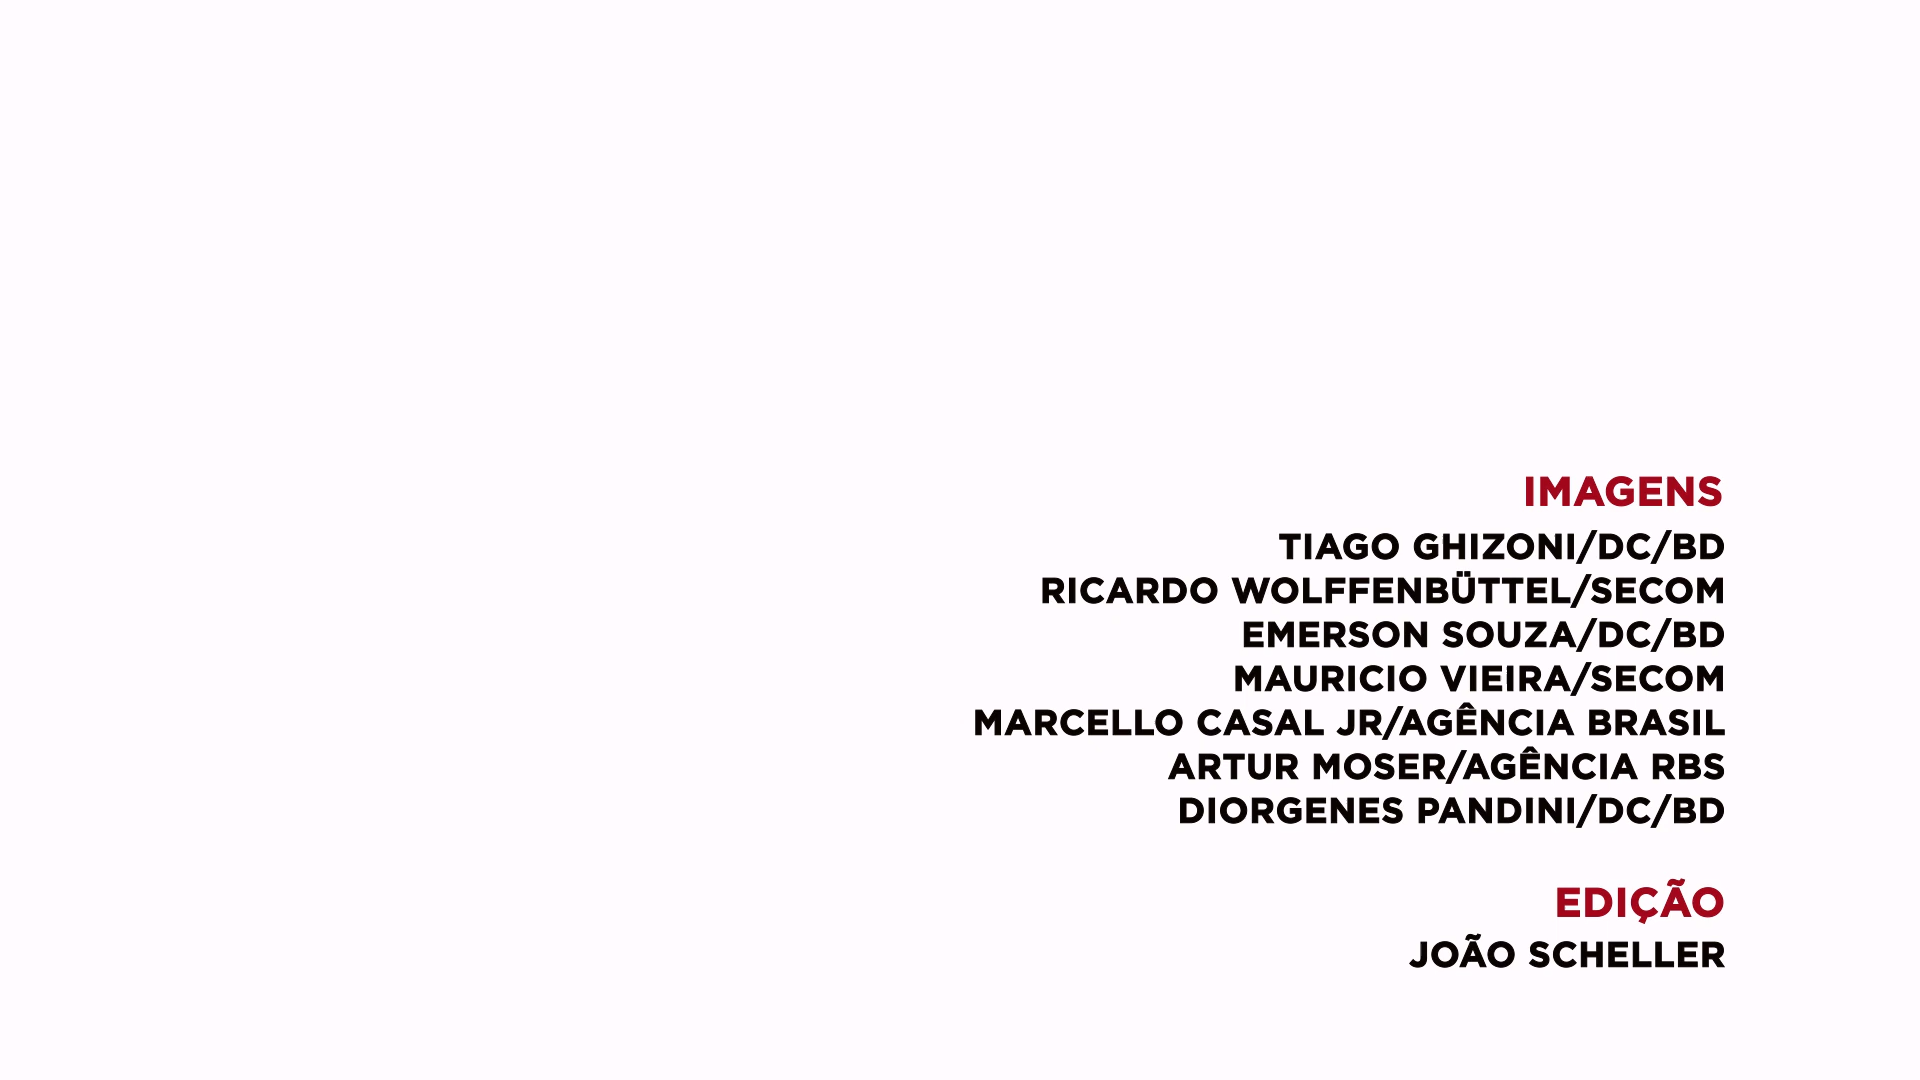 IMAGENS
TIAGO GHIZONI/DC/BD
RICARDO WOLFFENBÜTTEL/SECOM
EMERSON SOUZA/DC/BD
MAURICIO VIEIRA/SECOM
MARCELLO CASAL JR/AGÊNCIA BRASIL
ARTUR MOSER/AGÊNCIA RBS
DIORGENES PANDINI/DC/BD
EDIÇÃO
JOÃO SCHELLER